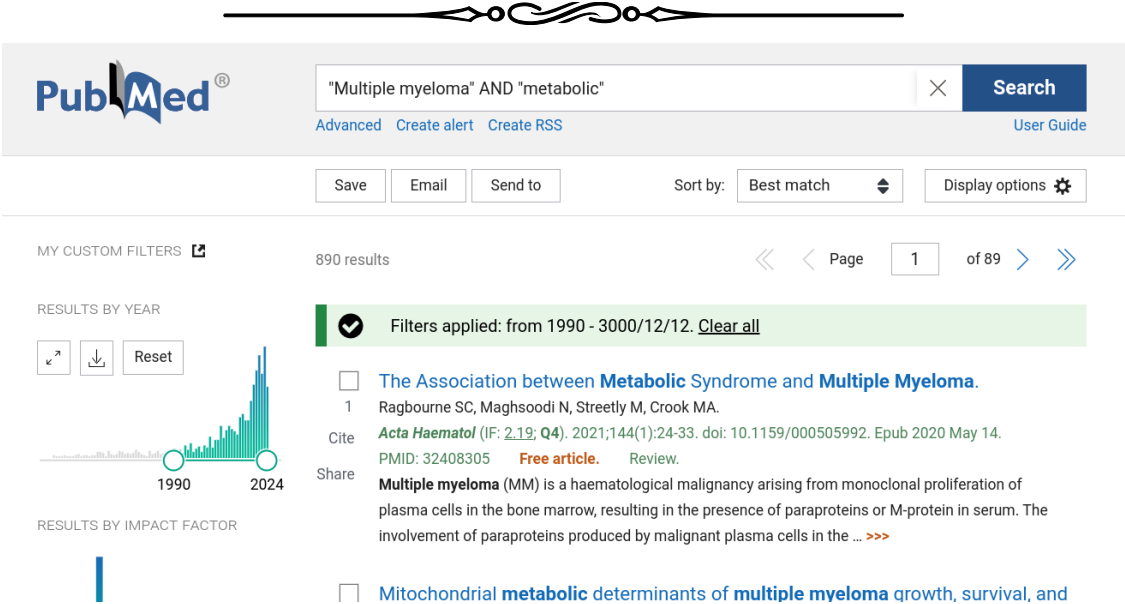 PubMed®
"Multiple myeloma" AND "metabolic"
Search
Advanced Create alert Create RSS
User Guide
Save Email Send to
Sort by: Best match
Display options
MY CUSTOM FILTERS
890 results
Page 1 of 89
RESULTS BY YEAR
Reset
1990 2024
RESULTS BY IMPACT FACTOR
Filters applied: from 1990 - 3000/12/12. Clear all
The Association between Metabolic Syndrome and Multiple Myeloma.
1
Cite
Share
Ragbourne SC, Maghsoodi N, Streetly M, Crook MA.
Acta Haematol (IF: 2.19; Q4). 2021;144(1):24-33. doi: 10.1159/000505992. Epub 2020 May 14.
PMID: 32408305 Free article. Review.
Multiple myeloma (MM) is a haematological malignancy arising from monoclonal proliferation of
plasma cells in the bone marrow, resulting in the presence of paraproteins or M-protein in serum. The
involvement of paraproteins produced by malignant plasma cells in the ... >>>
Mitochondrial metabolic determinants of multiple myeloma growth, survival, and